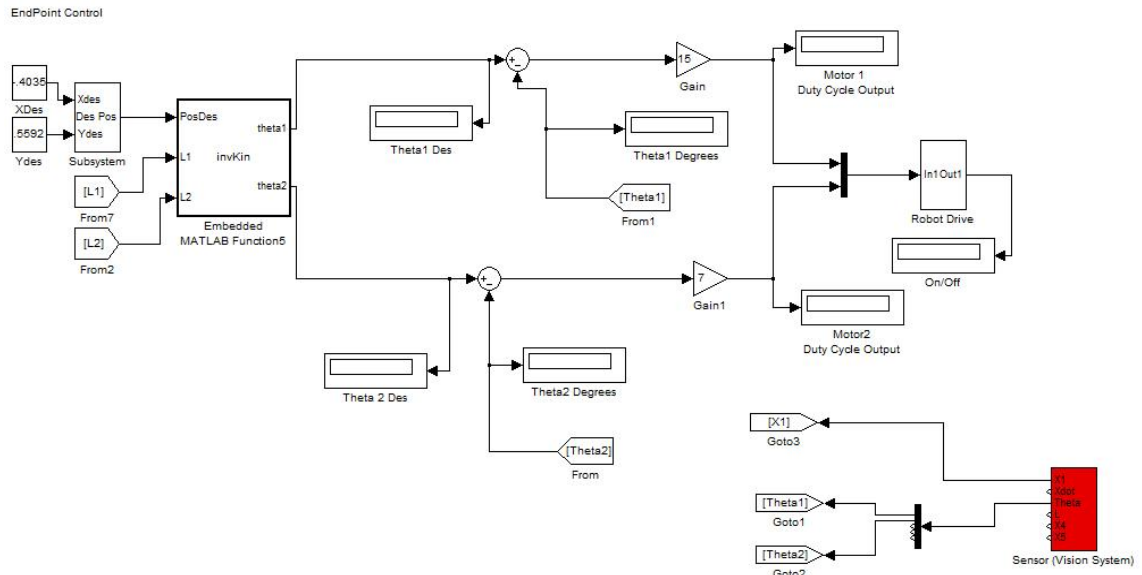 EndPoint Control
-.4035
XDes
.5592
Ydes
Xdes
Des Pos
Ydes
Subsystem
[L1]
From7
[L2]
From2
PosDes
L1
L2
invKin
theta1
theta2
Embedded
MATLAB Function5
Theta1 Des
+
-
15
Gain
Motor 1
Duty Cycle Output
Theta1 Degrees
[Theta1]
From1
In1 Out1
Robot Drive
On/Off
+
-
7
Gain1
Motor2
Duty Cycle Output
Theta 2 Des
Theta2 Degrees
[Theta2]
From
[X1]
Goto3
[Theta1]
Goto1
[Theta2]
Goto2
X1
Xdot
Theta
L
X4
X5
Sensor (Vision System)